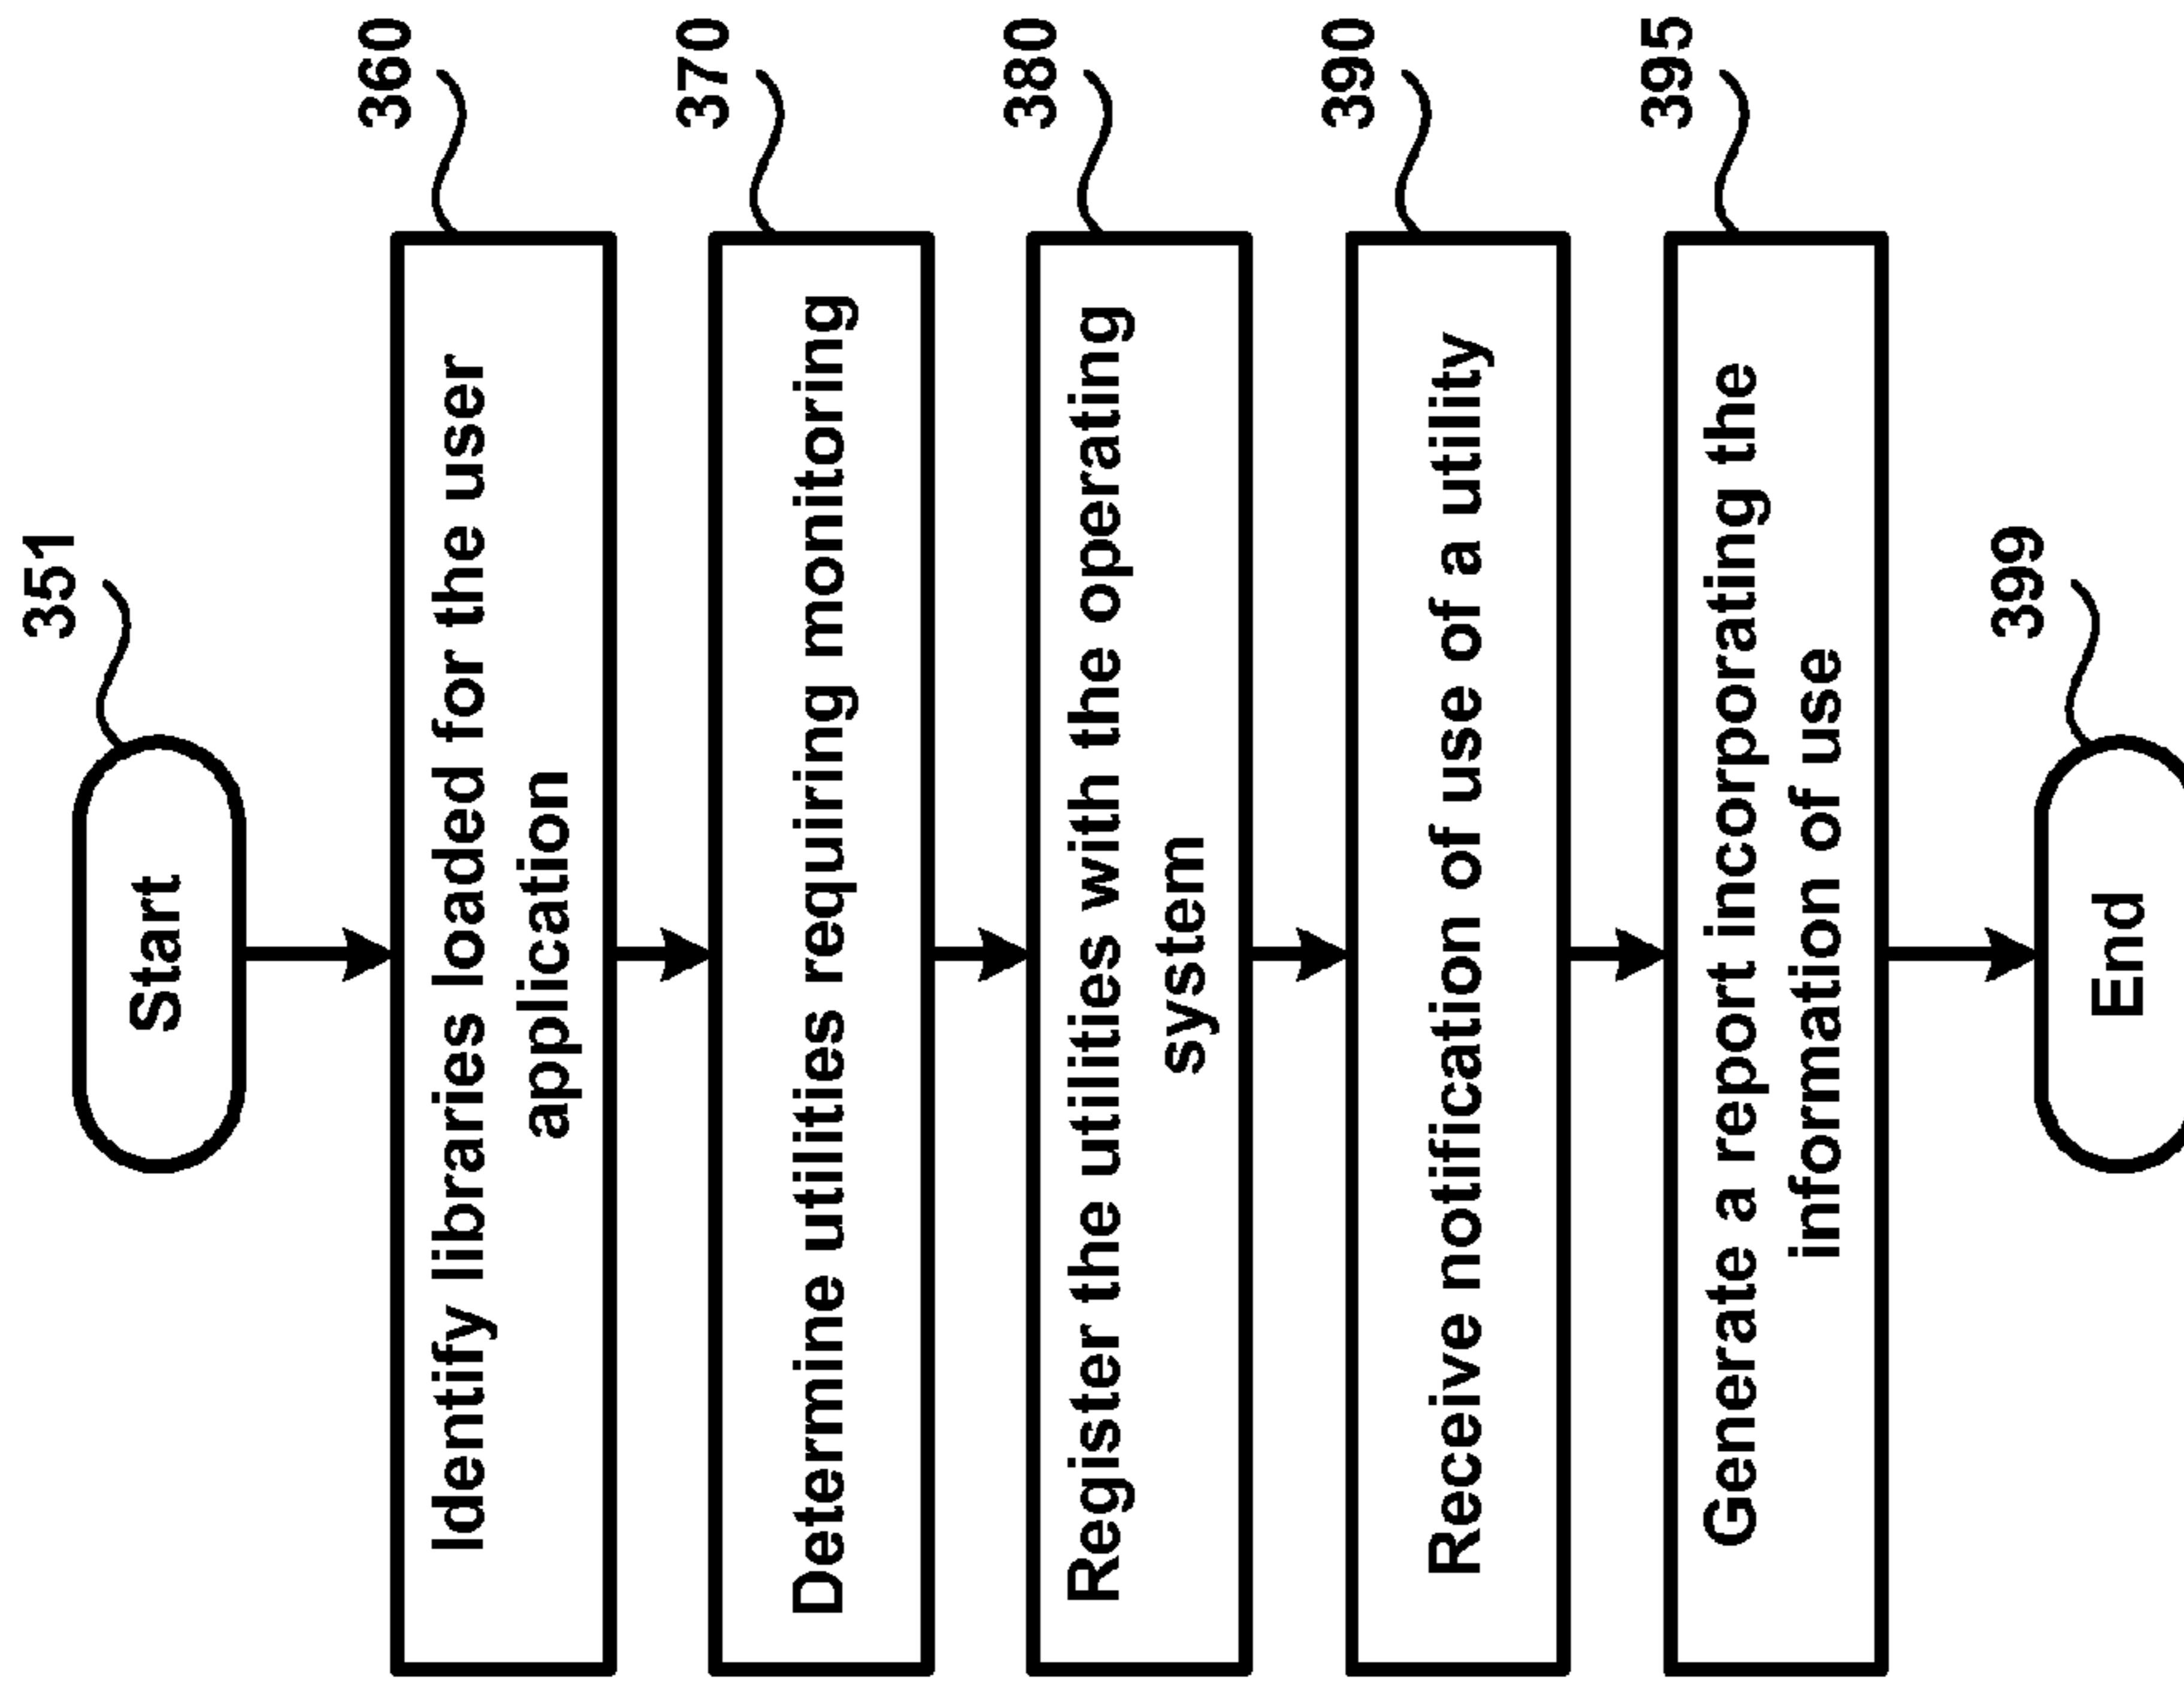 351
Start
360
Identify libraries loaded for the user
application
370
Determine utilities requiring monitoring
380
Register the utilities with the operating
system
390
Receive notification of use of a utility
395
Generate a report incorporating the
information of use
399
End